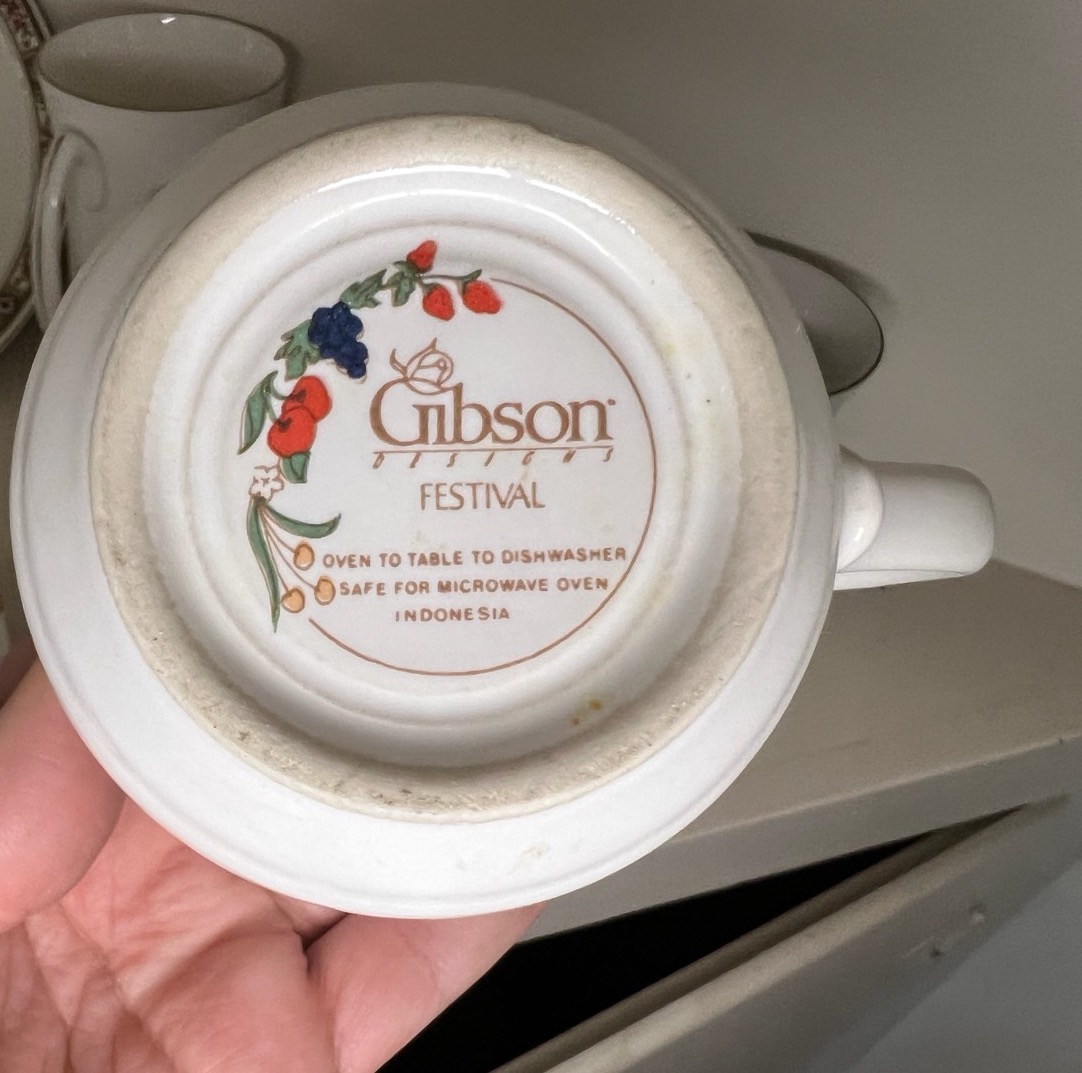 Gibson
DESIGNS
FESTIVAL
OVEN TO TABLE TO DISHWASHER
SAFE FOR MICROWAVE OVEN
INDONESIA